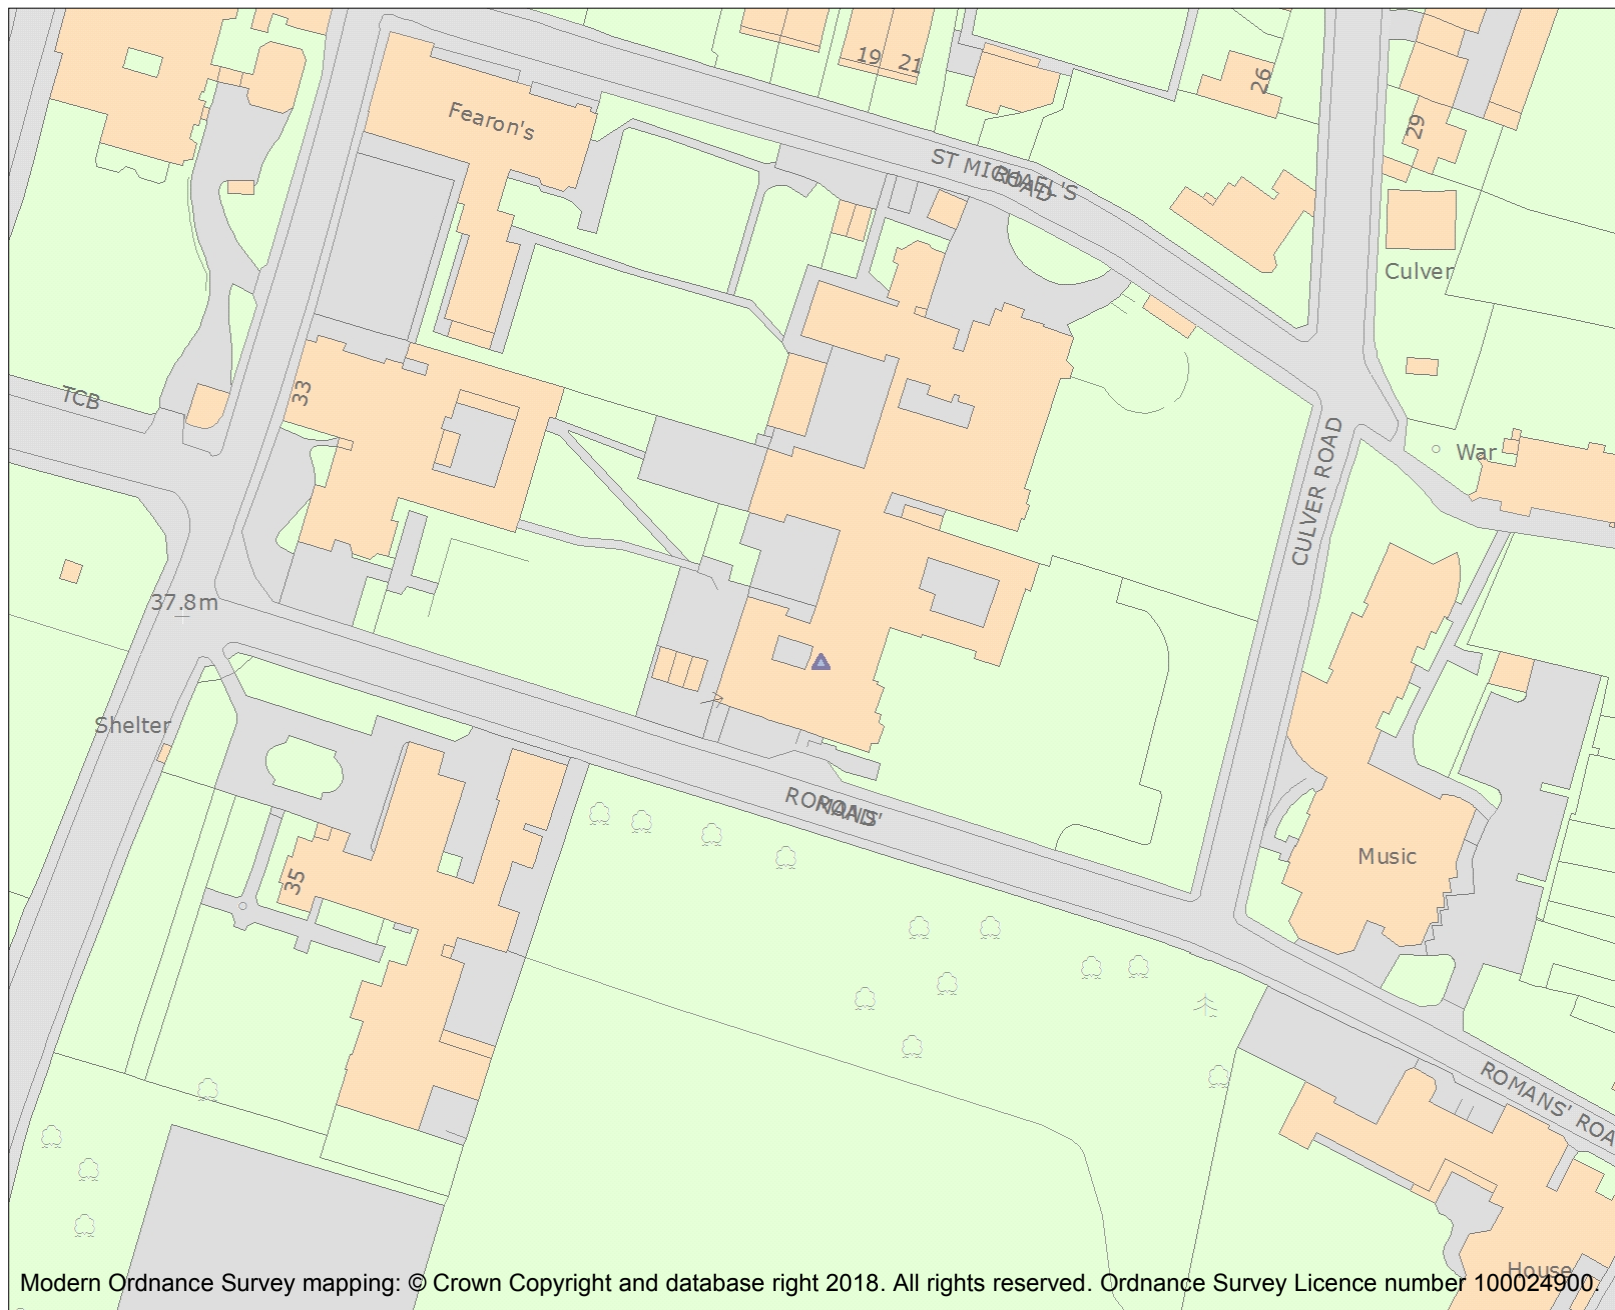 19 21
26
Fearon's
29
ST MICHAEL'S
ROAD
Culver
33
TCB
CULVER ROAD
War
37.8m
Shelter
ROMANS'
ROAD
Music
35
ROMANS' ROA
House
Modern Ordnance Survey mapping: © Crown Copyright and database right 2018. All rights reserved. Ordnance Survey Licence number 100024900.